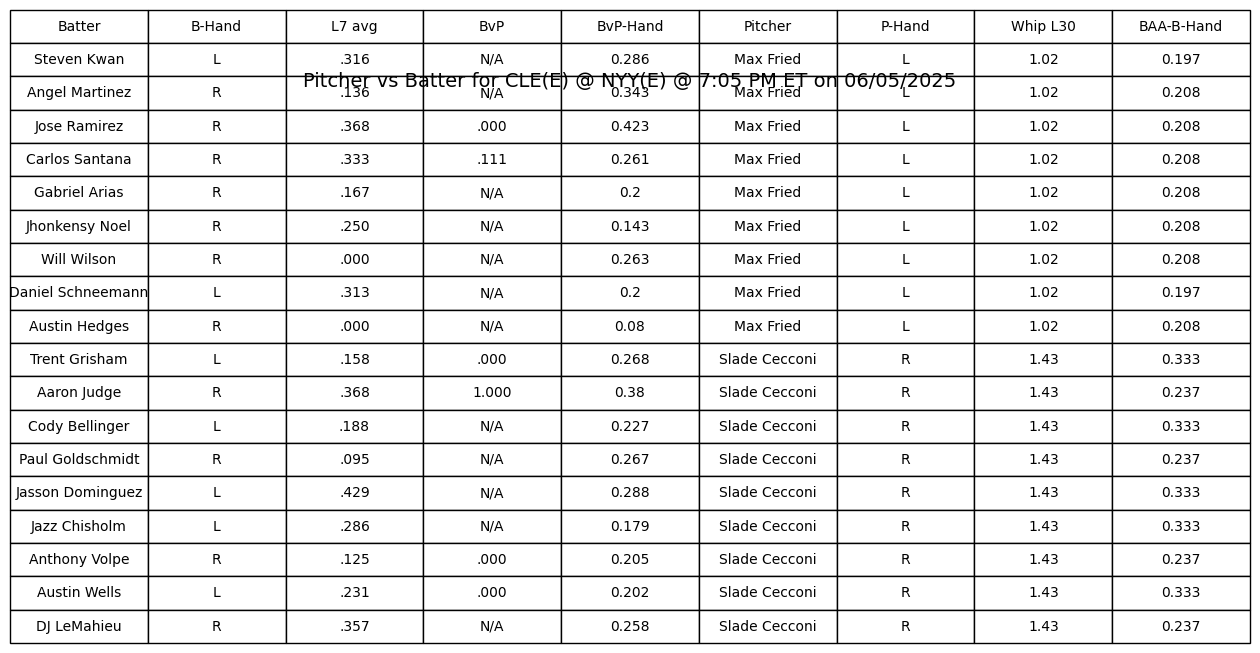 Batter B-Hand L7 avg BvP BvP-Hand Pitcher P-Hand Whip L30 BAA-B-Hand
Steven Kwan L .316 N/A 0.286 Max Fried L 1.02 0.197
Pitcher vs Batter for CLE(E) @ NYY(E) @ 7:05 PM ET on 06/05/2025
Angel Martinez R .136 N/A 0.343 Max Fried L 1.02 0.208
Jose Ramirez R .368 .000 0.423 Max Fried L 1.02 0.208
Carlos Santana R .333 .111 0.261 Max Fried L 1.02 0.208
Gabriel Arias R .167 N/A 0.2 Max Fried L 1.02 0.208
Jhonkensy Noel R .250 N/A 0.143 Max Fried L 1.02 0.208
Will Wilson R .000 N/A 0.263 Max Fried L 1.02 0.208
Daniel Schneemann L .313 N/A 0.2 Max Fried L 1.02 0.197
Austin Hedges R .000 N/A 0.08 Max Fried L 1.02 0.208
Trent Grisham L .158 .000 0.268 Slade Cecconi R 1.43 0.333
Aaron Judge R .368 1.000 0.38 Slade Cecconi R 1.43 0.237
Cody Bellinger L .188 N/A 0.227 Slade Cecconi R 1.43 0.333
Paul Goldschmidt R .095 N/A 0.267 Slade Cecconi R 1.43 0.237
Jasson Dominguez L .429 N/A 0.288 Slade Cecconi R 1.43 0.333
Jazz Chisholm L .286 N/A 0.179 Slade Cecconi R 1.43 0.333
Anthony Volpe R .125 .000 0.205 Slade Cecconi R 1.43 0.237
Austin Wells L .231 .000 0.202 Slade Cecconi R 1.43 0.333
DJ LeMahieu R .357 N/A 0.258 Slade Cecconi R 1.43 0.237